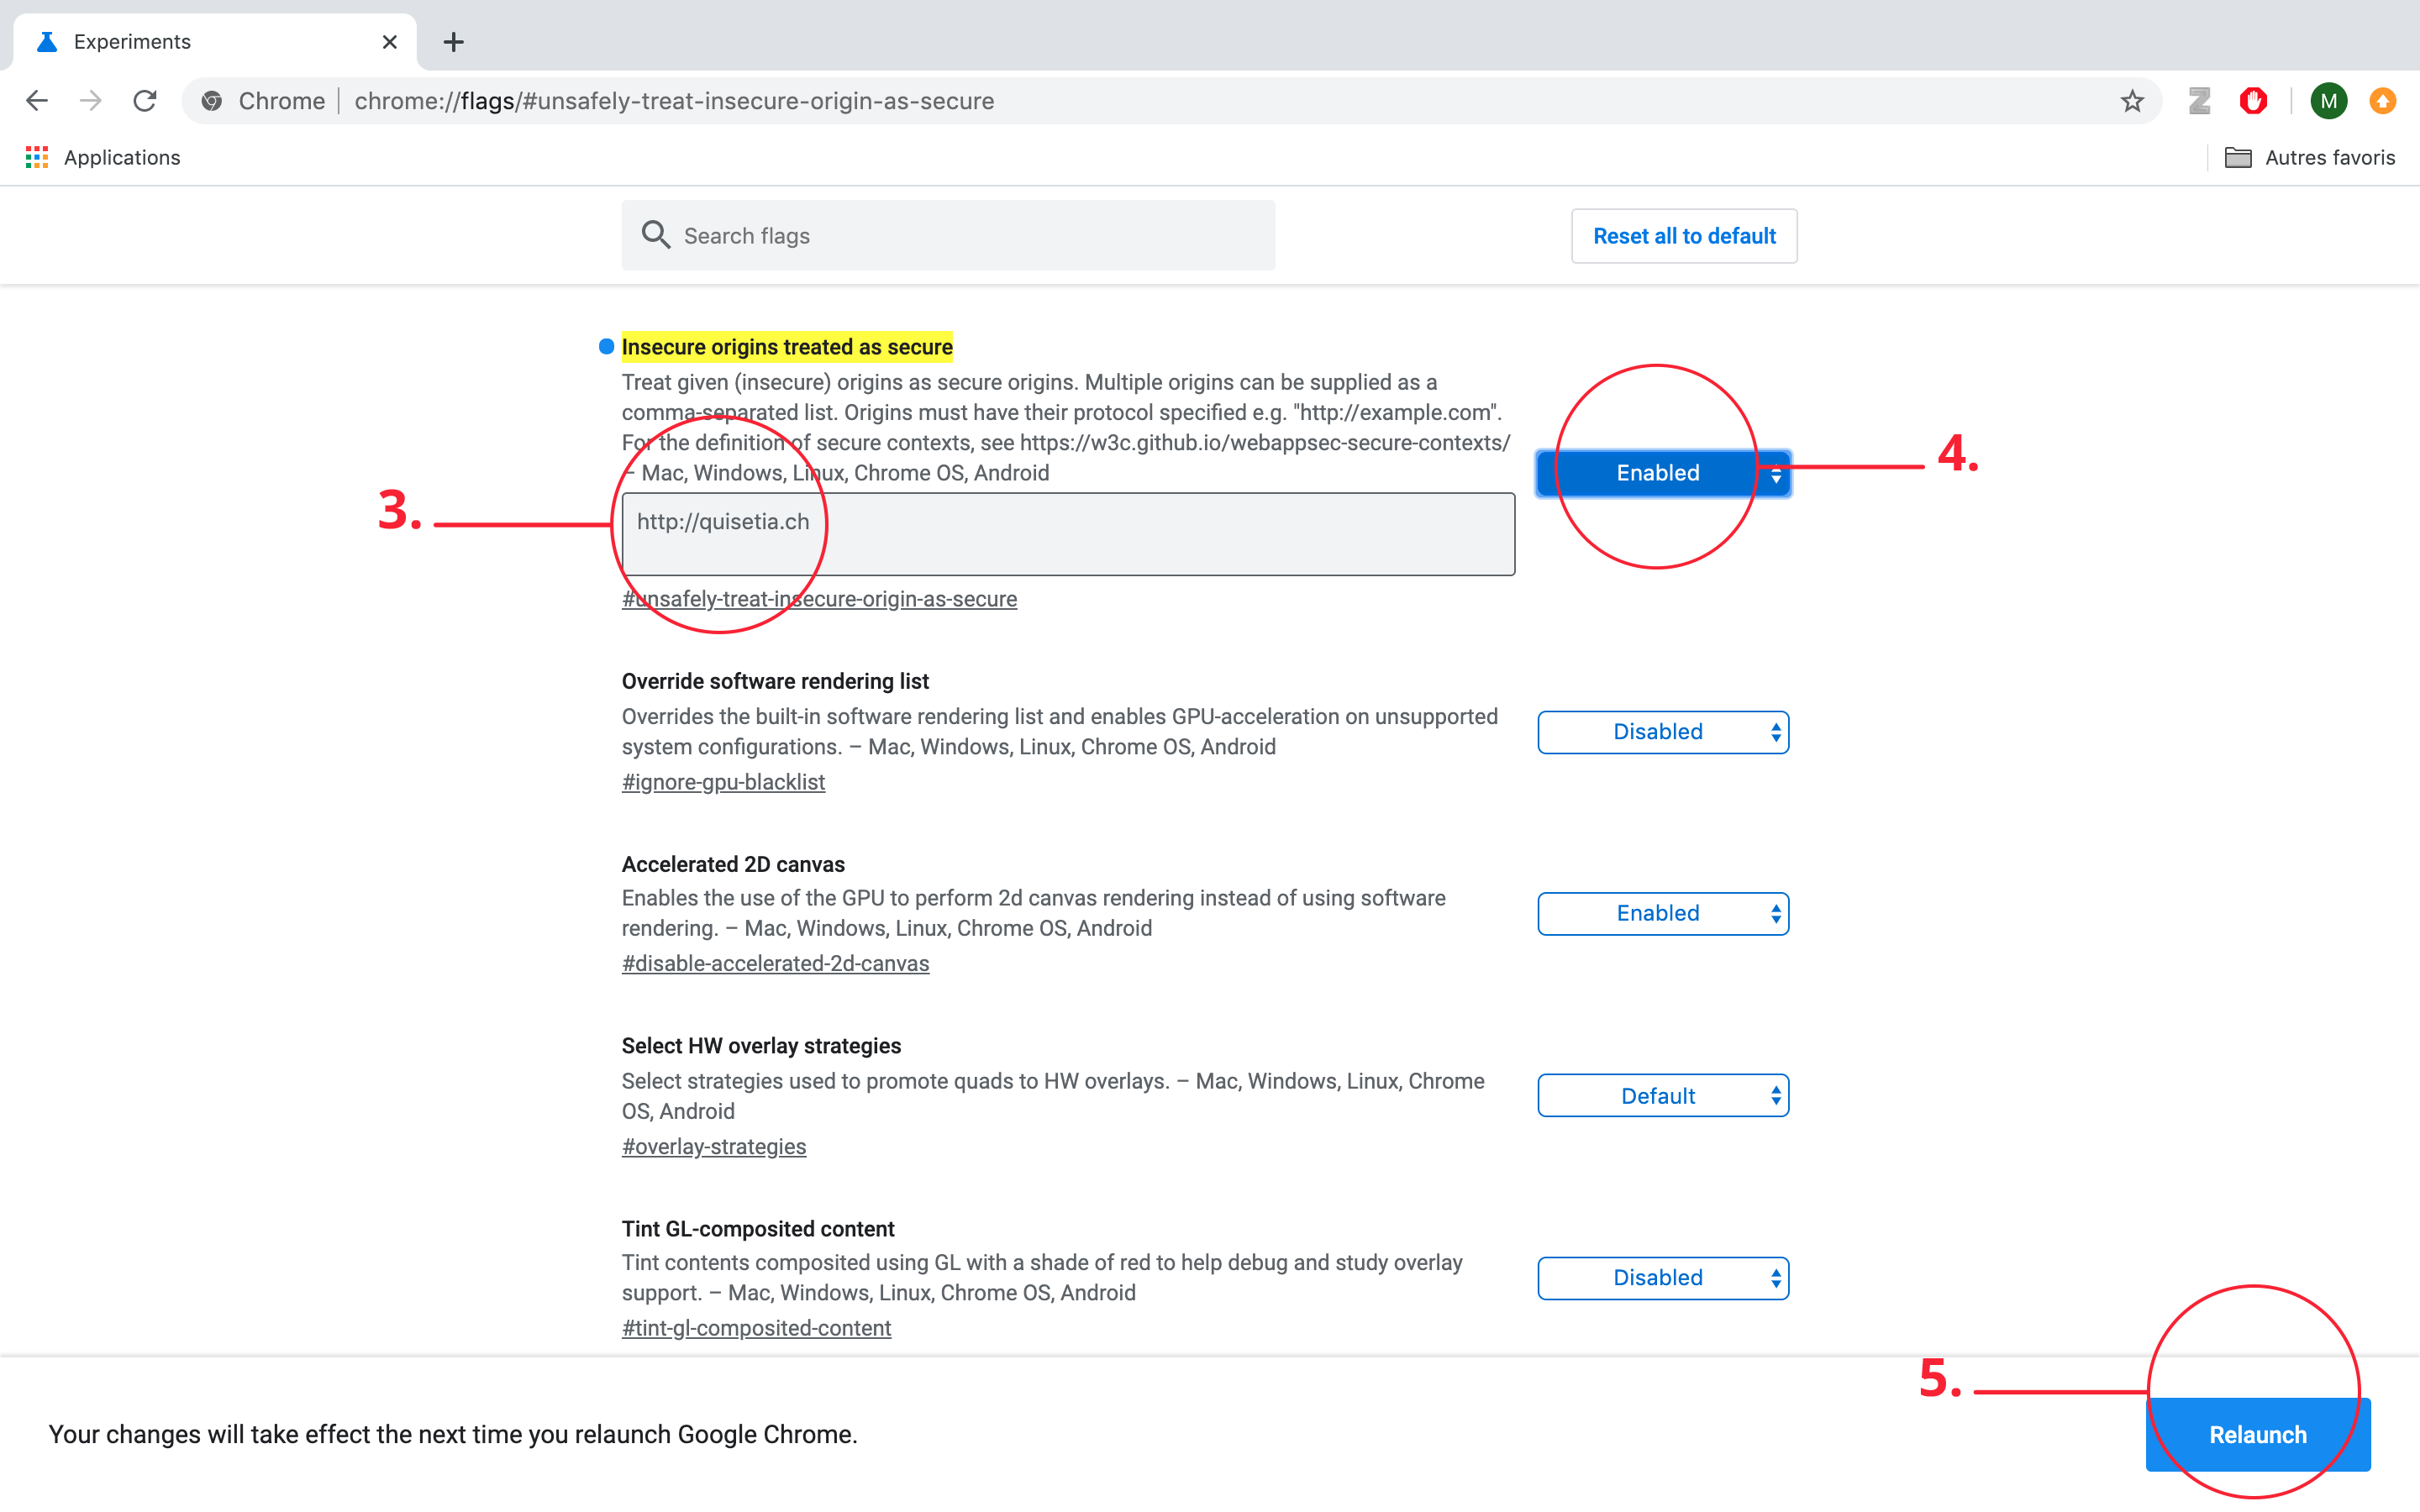 Experiments
Chrome chrome://flags/#unsafely-treat-insecure-origin-as-secure
M
Applications
Autres favoris
Search flags
Reset all to default
Insecure origins treated as secure
Treat given (insecure) origins as secure origins. Multiple origins can be supplied as a
comma-separated list. Origins must have their protocol specified e.g. "http://example.com".
For the definition of secure contexts, see https://w3c.github.io/webappsec-secure-contexts/
– Mac, Windows, Linux, Chrome OS, Android
Enabled
4.
3.
http://quisetia.ch
#unsafely-treat-insecure-origin-as-secure
Override software rendering list
Overrides the built-in software rendering list and enables GPU-acceleration on unsupported
system configurations. – Mac, Windows, Linux, Chrome OS, Android
#ignore-gpu-blacklist
Disabled
Accelerated 2D canvas
Enables the use of the GPU to perform 2d canvas rendering instead of using software
rendering. – Mac, Windows, Linux, Chrome OS, Android
#disable-accelerated-2d-canvas
Enabled
Select HW overlay strategies
Select strategies used to promote quads to HW overlays. – Mac, Windows, Linux, Chrome
OS, Android
#overlay-strategies
Default
Tint GL-composited content
Tint contents composited using GL with a shade of red to help debug and study overlay
support. – Mac, Windows, Linux, Chrome OS, Android
#tint-gl-composited-content
Disabled
5.
Your changes will take effect the next time you relaunch Google Chrome.
Relaunch